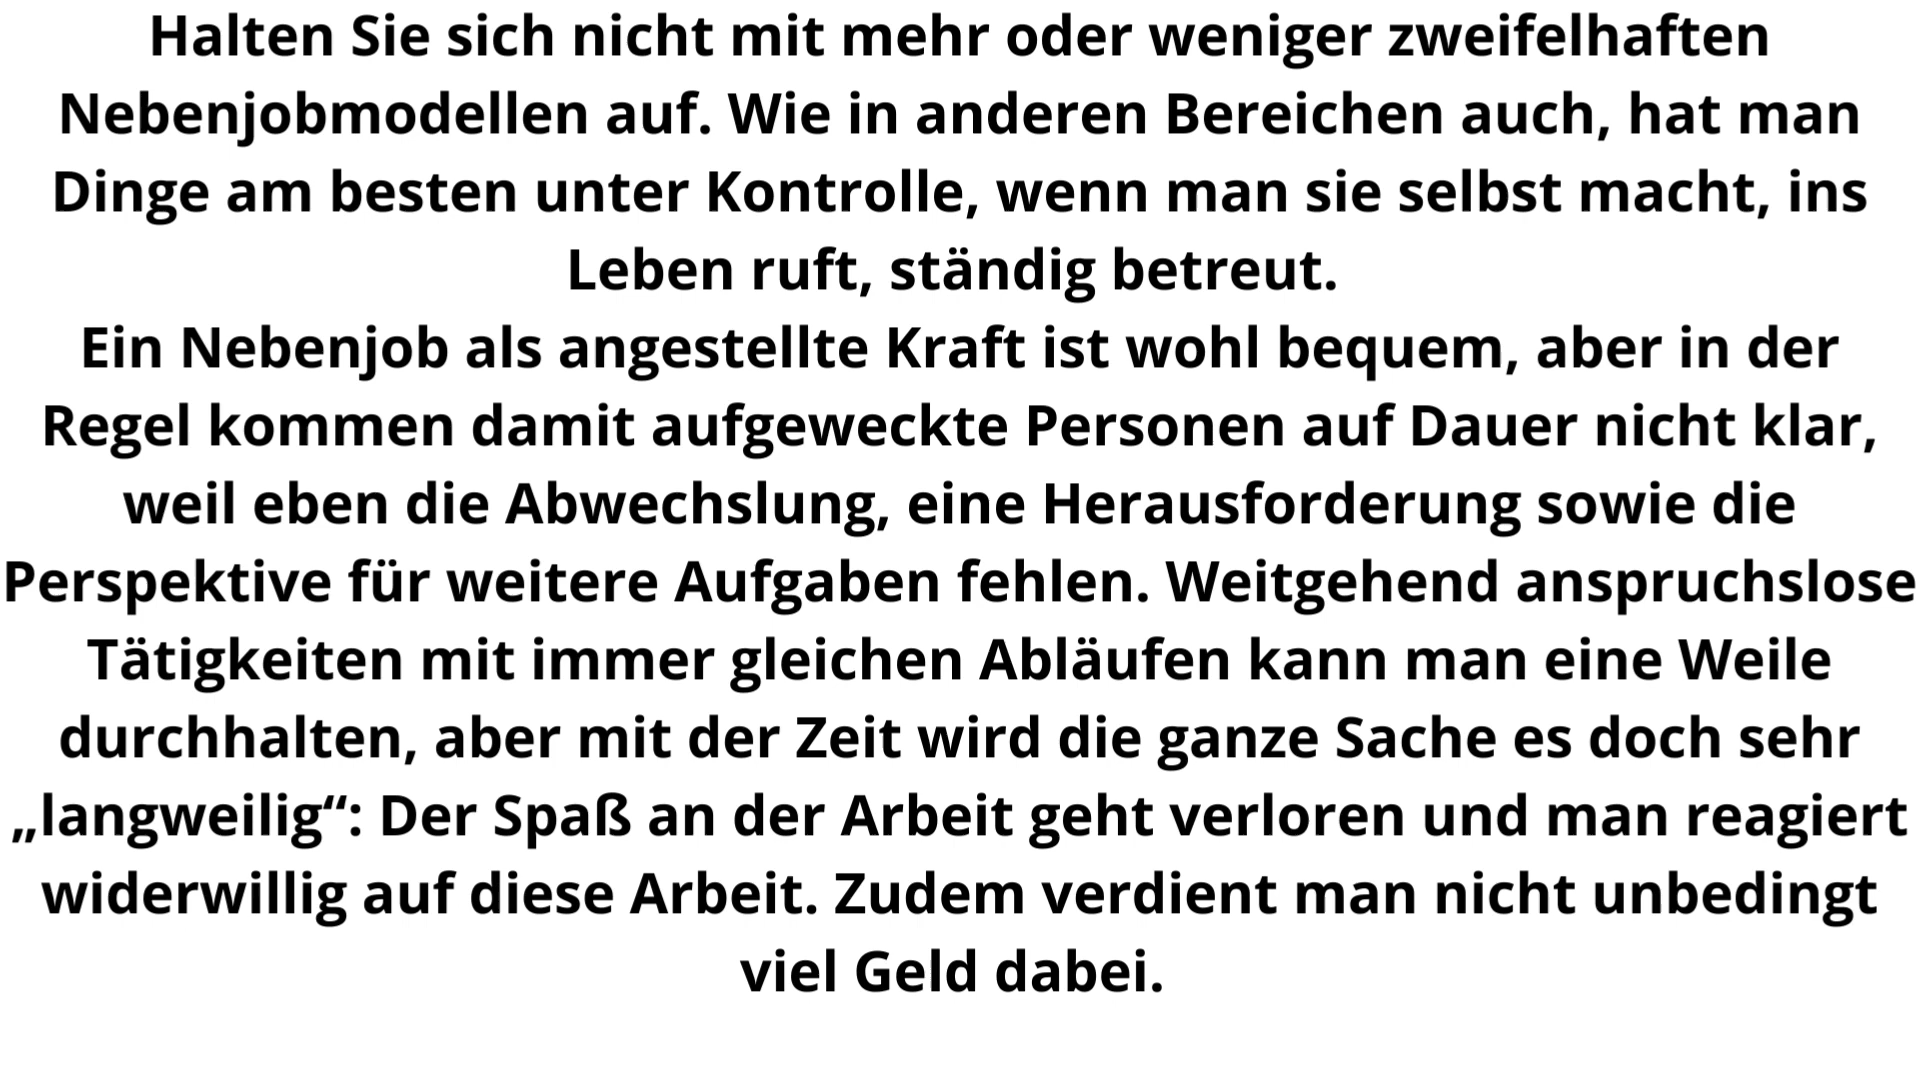 Halten Sie sich nicht mit mehr oder weniger zweifelhaften
Nebenjobmodellen auf. Wie in anderen Bereichen auch, hat man
Dinge am besten unter Kontrolle, wenn man sie selbst macht, ins
Leben ruft, ständig betreut.
Ein Nebenjob als angestellte Kraft ist wohl bequem, aber in der
Regel kommen damit aufgeweckte Personen auf Dauer nicht klar,
weil eben die Abwechslung, eine Herausforderung sowie die
Perspektive für weitere Aufgaben fehlen. Weitgehend anspruchslose
Tätigkeiten mit immer gleichen Abläufen kann man eine Weile
durchhalten, aber mit der Zeit wird die ganze Sache es doch sehr
„langweilig“: Der Spaß an der Arbeit geht verloren und man reagiert
widerwillig auf diese Arbeit. Zudem verdient man nicht unbedingt
viel Geld dabei.